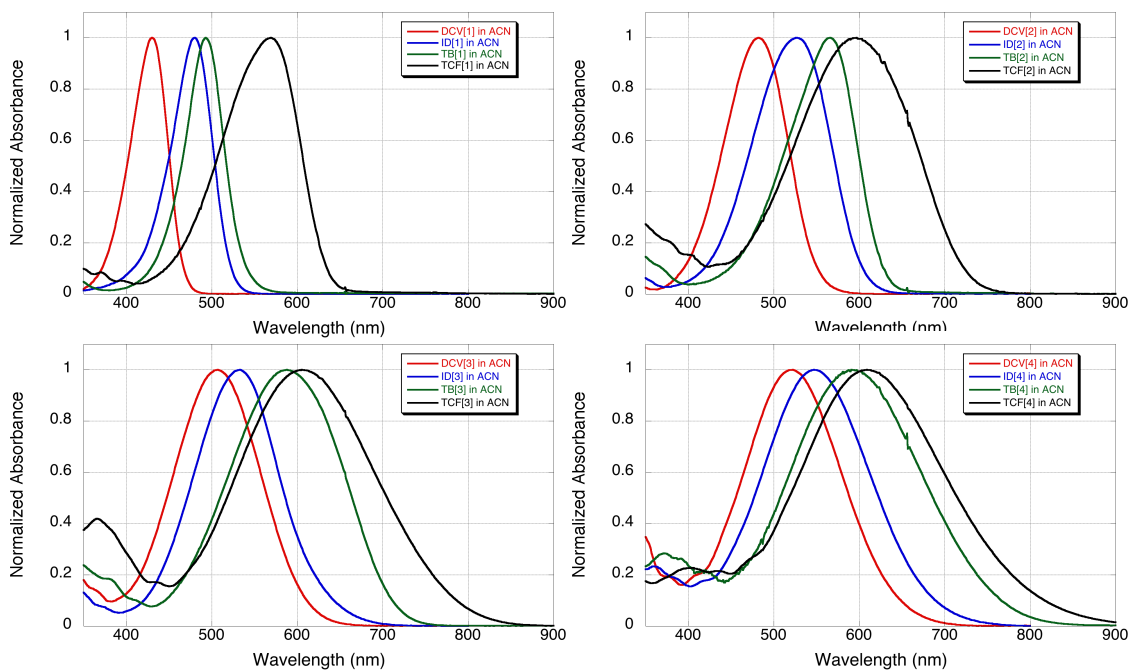 DCV[1] in ACN
ID[1] in ACN
TB[1] in ACN
TCF[1] in ACN
Normalized Absorbance
1
0.8
0.6
0.4
0.2
0
400 500 600 700 800 900
Wavelength (nm)
DCV[2] in ACN
ID[2] in ACN
TB[2] in ACN
TCF[2] in ACN
Normalized Absorbance
1
0.8
0.6
0.4
0.2
0
400 500 600 700 800 900
Wavelength (nm)
DCV[3] in ACN
ID[3] in ACN
TB[3] in ACN
TCF[3] in ACN
Normalized Absorbance
1
0.8
0.6
0.4
0.2
0
400 500 600 700 800 900
Wavelength (nm)
DCV[4] in ACN
ID[4] in ACN
TB[4] in ACN
TCF[4] in ACN
Normalized Absorbance
1
0.8
0.6
0.4
0.2
0
400 500 600 700 800 900
Wavelength (nm)